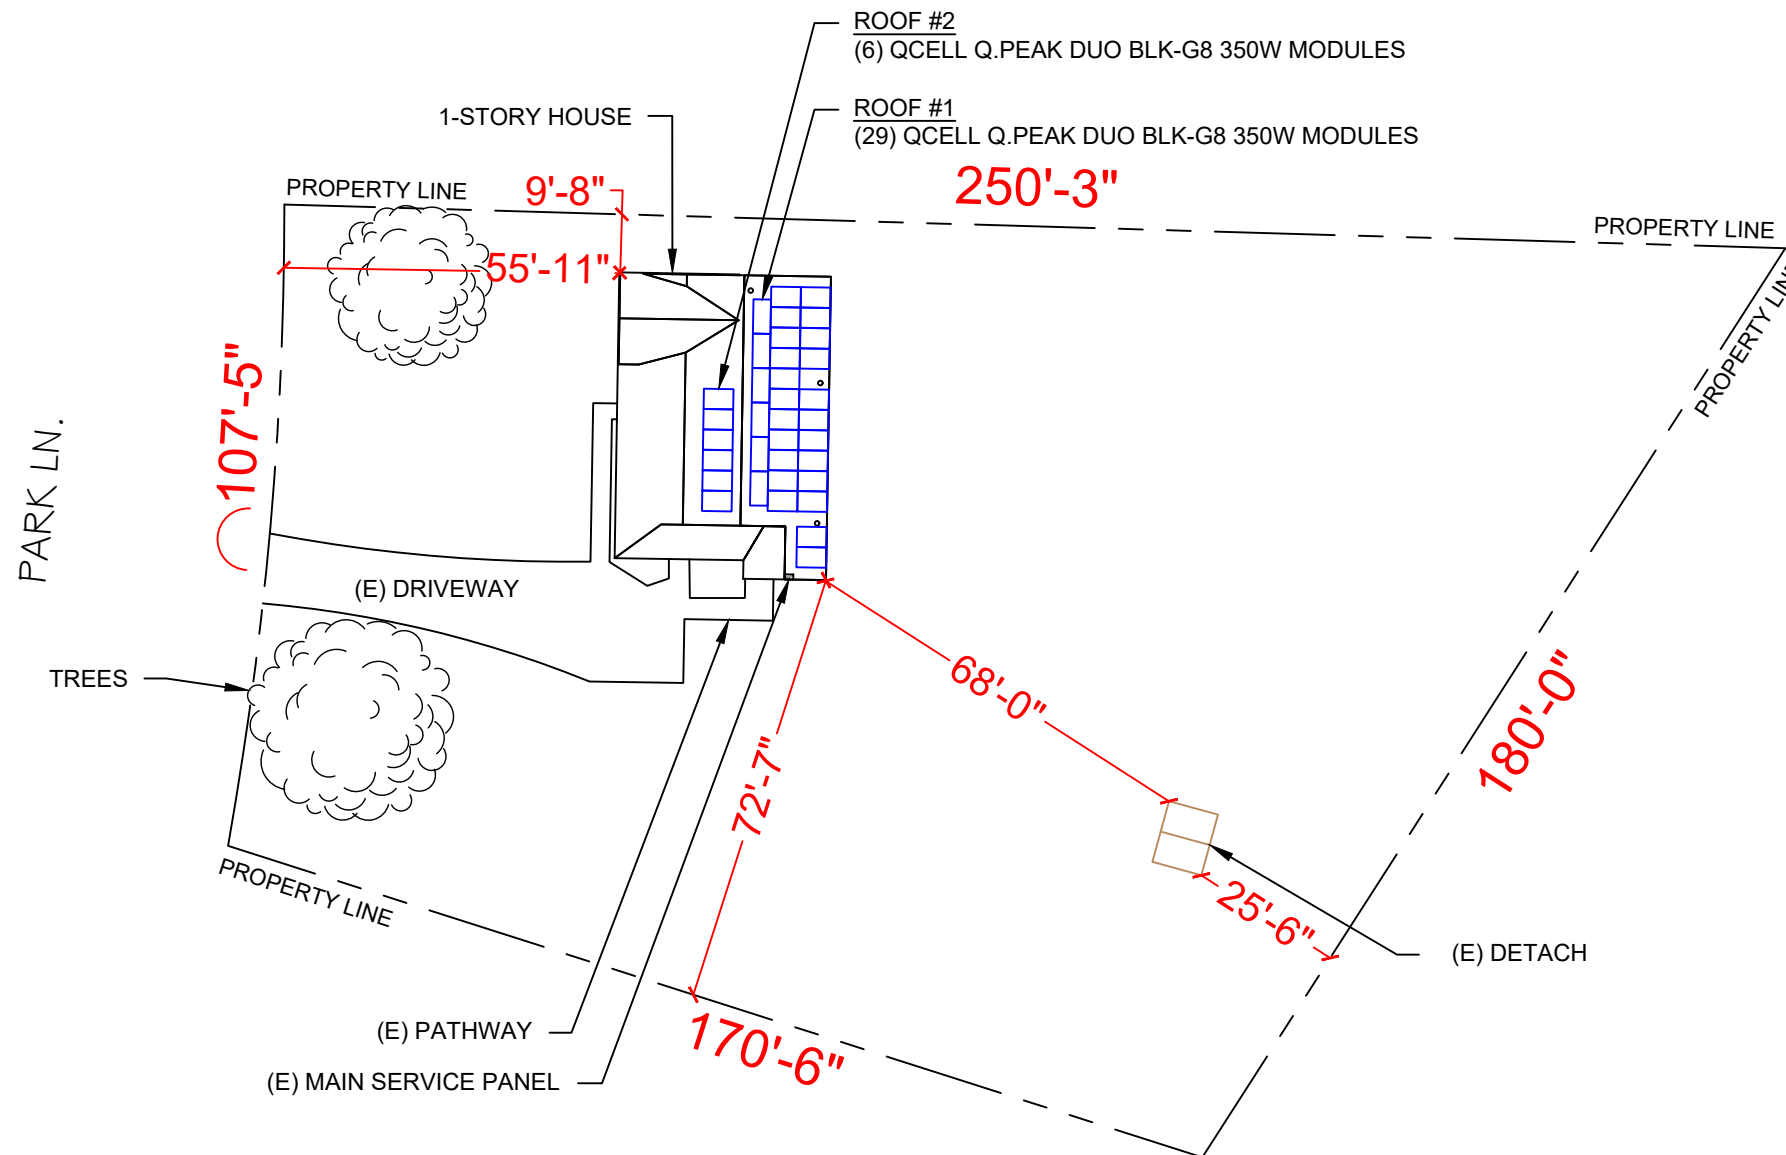 ROOF #2
(6) QCELL Q.PEAK DUO BLK-G8 350W MODULES
ROOF #1
(29) QCELL Q.PEAK DUO BLK-G8 350W MODULES
1-STORY HOUSE
PROPERTY LINE
9'-8"
250'-3"
PROPERTY LINE
55'-11"
PROPERTY LINE
107'-5"
PARK LN.
(E) DRIVEWAY
TREES
68'-0"
180'-0"
72'-7"
PROPERTY LINE
25'-6"
(E) DETACH
(E) PATHWAY
170'-6"
(E) MAIN SERVICE PANEL